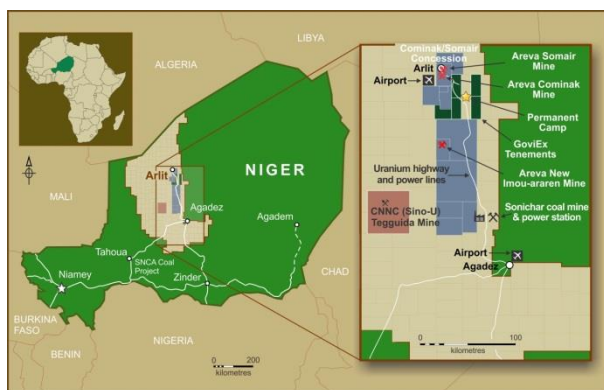 LIBYA
ALGERIA
MALI
NIGER
Arlit
Agadez
Agadem
Tahoua
SNCA Coal
Project
Niamey
Zinder
CHAD
BURKINA
FASO
BENIN
NIGERIA
0 200
kilometres
Cominak/Somair
Concession
Arlit
Airport
Areva Somair
Mine
Areva Cominak
Mine
Permanent
Camp
GoviEx
Tenements
Uranium highway
and power lines
Areva New
Imou-araren Mine
CNNC (Sino-U)
Tegguida Mine
Sonichar coal mine
& power station
Airport
Agadez
0 100
kilometres